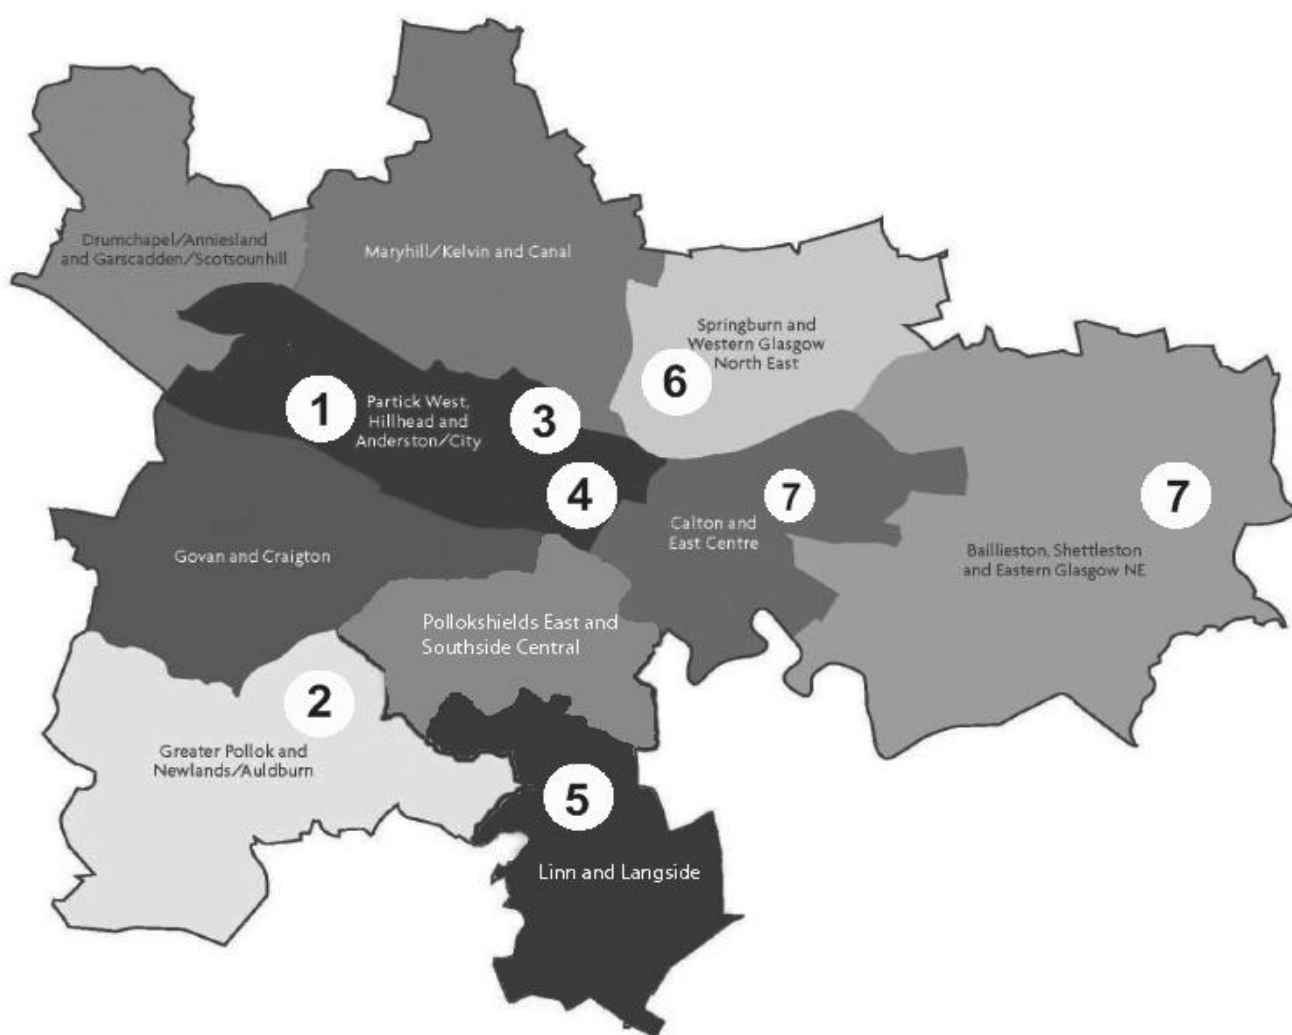 Drumchapel/Anniesland
and Garscadden/Scotsounhill
Maryhill/Kelvin and Canal
Springburn and
Western Glasgow
North East
6
1
Partick West,
Hillhead and
Anderston/City
3
4
7
7
Calton and
East Centre
Govan and Craigton
Baillieston, Shettleston
and Eastern Glasgow NE
Pollokshields East and
Southside Central
2
Greater Pollok and
Newlands/Auldburn
5
Linn and Langside